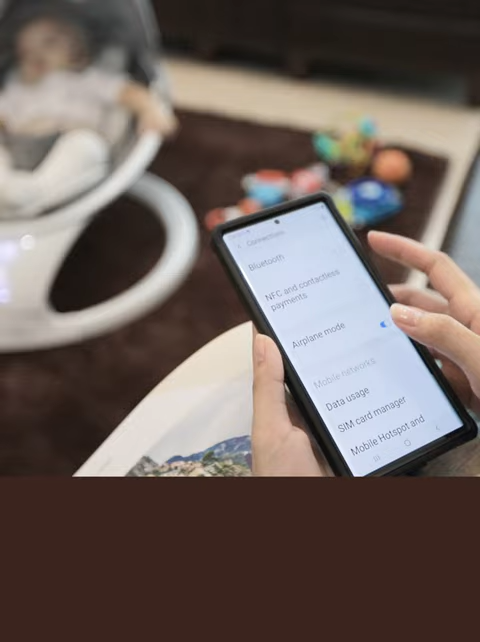 Connections
Bluetooth
NFC and contactless
payments
Airplane mode
Mobile networks
Data usage
SIM card manager
Mobile Hotspot and